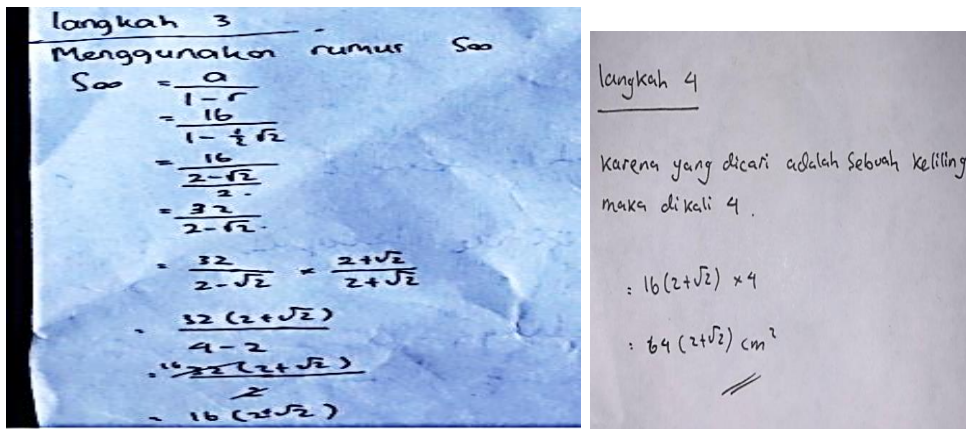 langkah 3
Menggunakan rumus S∞
S∞ = a / 1 - r
= 16 / 1 - 1/2 √2
= 16 / 2-√2 / 2
= 32 / 2-√2
= 32 / 2-√2 × 2+√2 / 2+√2
= 32 (2+√2) / 4-2
= 16 32 (2+√2) / 2
= 16 (2+√2)
langkah 4
Karena yang dicari adalah Sebuah keliling
maka di kali 4.
: 16(2+√2) ×4
: 64 (2+√2) cm²